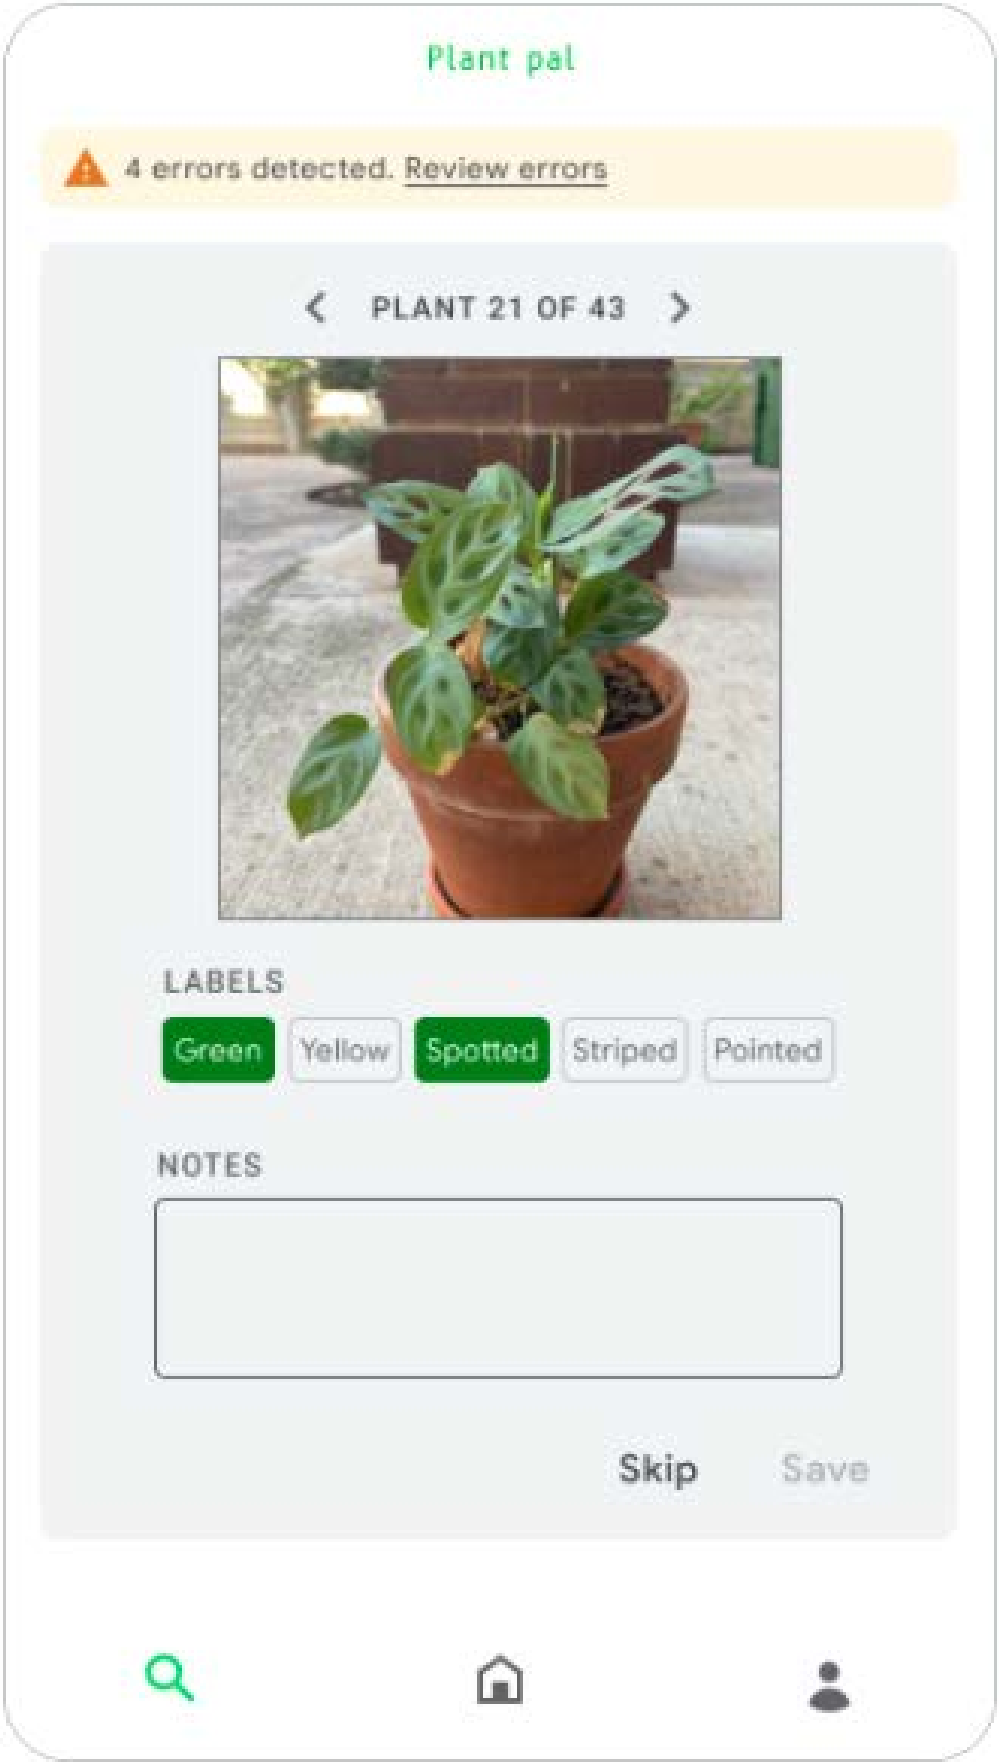 Plant pal
4 errors detected. Review errors
PLANT 21 OF 43
LABELS
Green Yellow Spotted Striped Pointed
NOTES
Skip Save